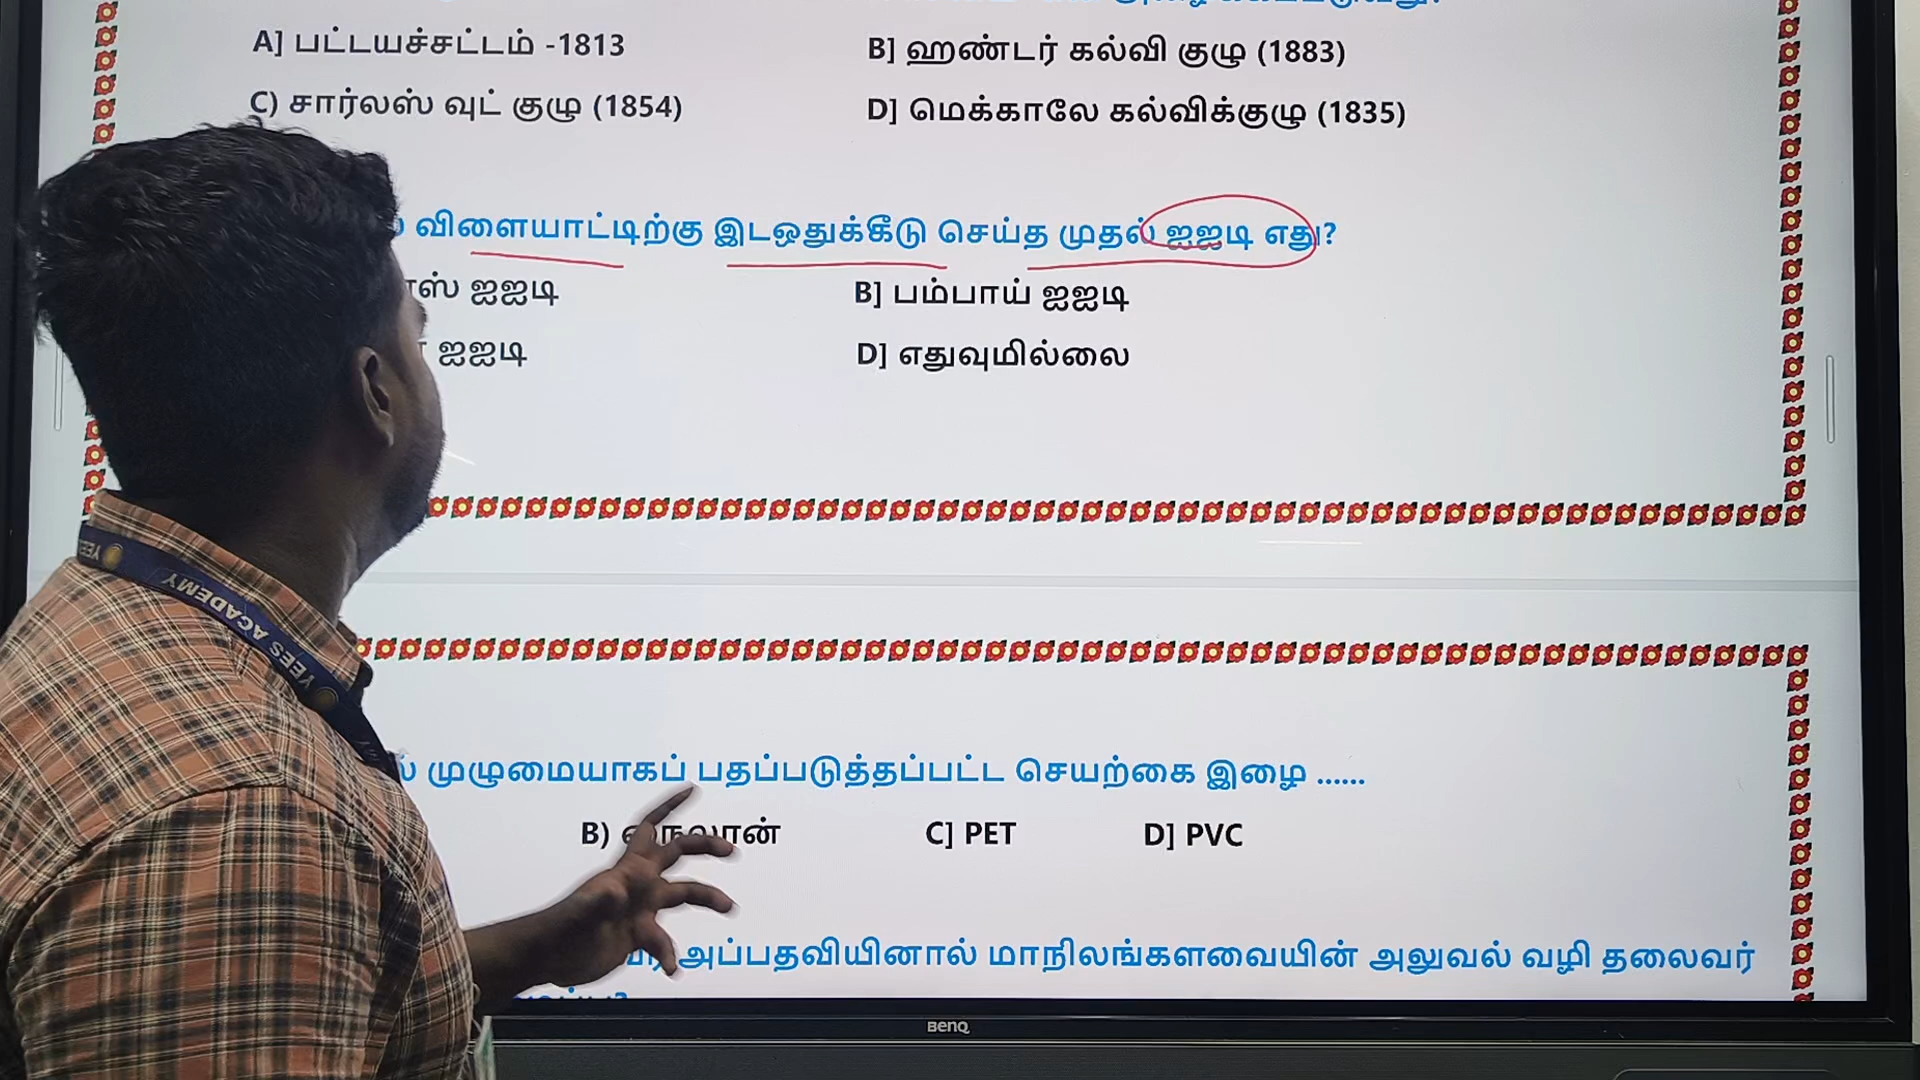 A] பட்டயச்சட்டம் -1813 B] ஹண்டர் கல்வி குழு (1883)
C) சார்லஸ் வுட் குழு (1854) D] மெக்காலே கல்விக்குழு (1835)
விளையாட்டிற்கு இடஒதுக்கீடு செய்த முதல் ஐஐடி எது?
ஐஐடி B] பம்பாய் ஐஐடி
ஐஐடி D] எதுவுமில்லை
YEES ACADEMY
முழுமையாகப் பதப்படுத்தப்பட்ட செயற்கை இழை ......
B) C] PET D] PVC
அப்பதவியினால் மாநிலங்களவையின் அலுவல் வழி தலைவர்
BenQ